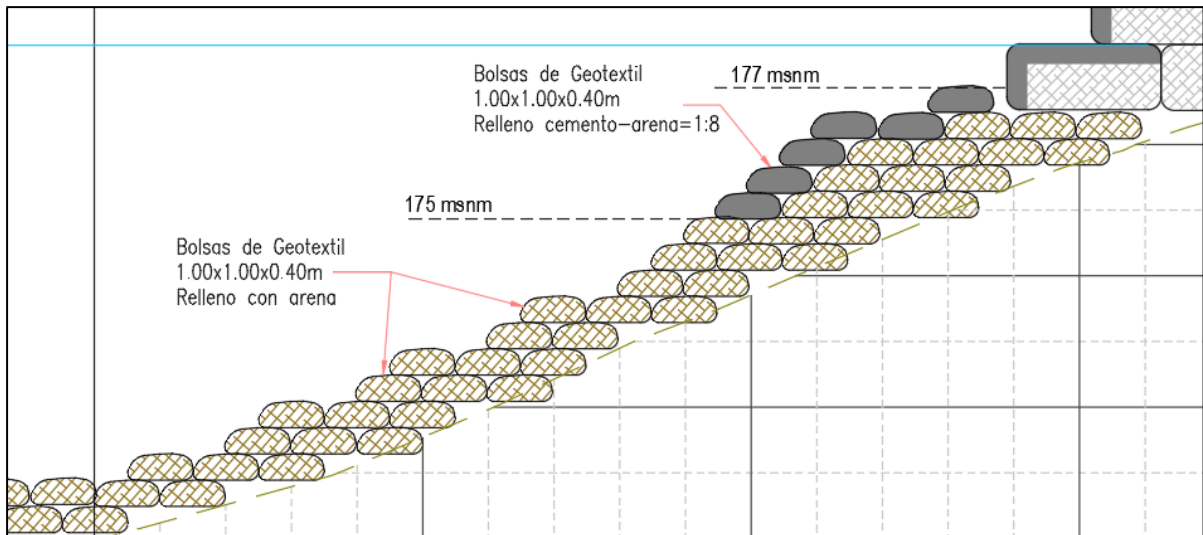 Bolsas de Geotextil
1.00x1.00x0.40m
Relleno cemento-arena=1:8
177 msnm
175 msnm
Bolsas de Geotextil
1.00x1.00x0.40m
Relleno con arena